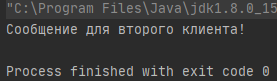 "C:\Program Files\Java\jdk1.8.0_15
Сообщение для второго клиента!
Process finished with exit code 0